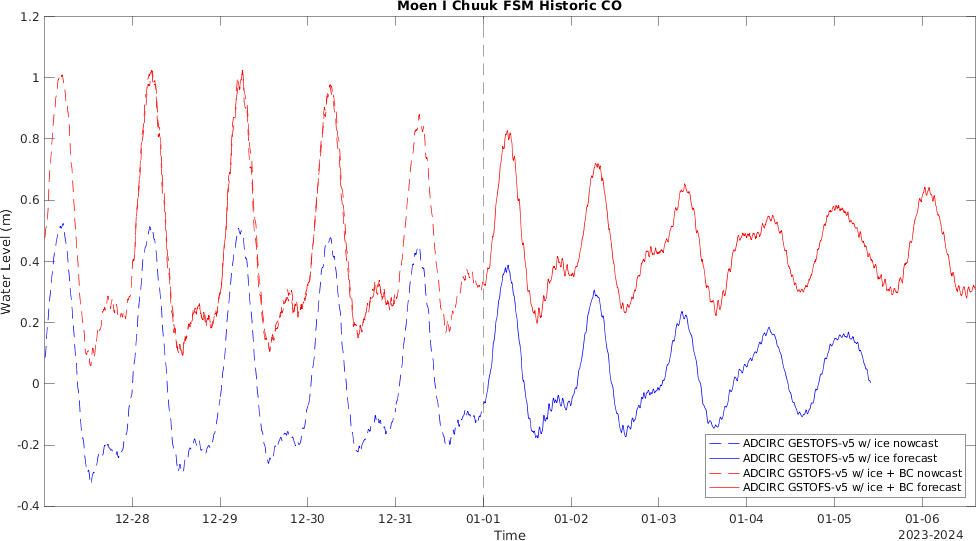 Moen I Chuuk FSM Historic CO
1.2
1
0.8
0.6
0.4
0.2
0
-0.2
-0.4
Water Level (m)
ADCIRC GESTOFS-v5 w/ ice nowcast
ADCIRC GESTOFS-v5 w/ ice forecast
ADCIRC GSTOFS-v5 w/ ice + BC nowcast
ADCIRC GSTOFS-v5 w/ ice + BC forecast
12-28 12-29 12-30 12-31 01-01 01-02 01-03 01-04 01-05 01-06
Time
2023-2024